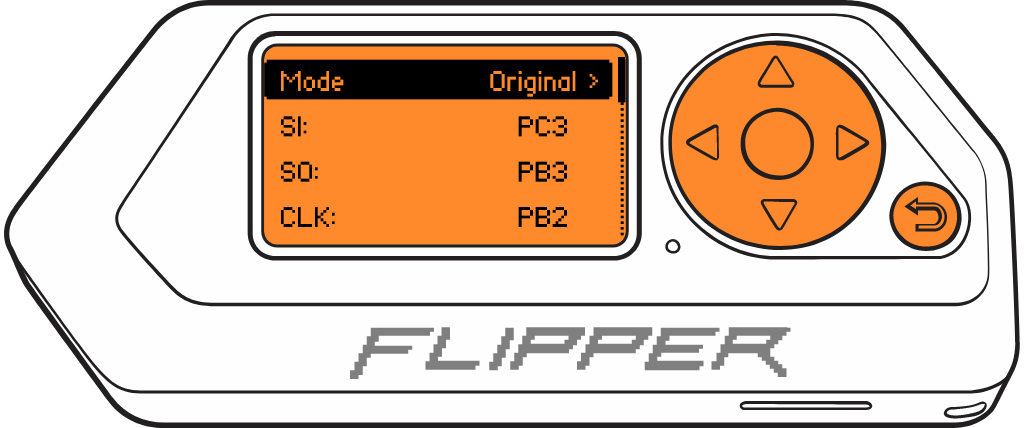 Mode Original >
SI: PC3
SO: PB3
CLK: PB2
FLIPPER